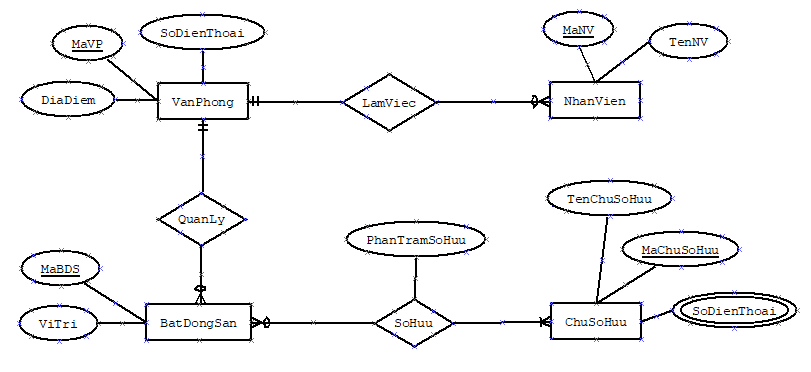 SoDienThoai
MaNV
MaVP
TenNV
DiaDiem
VanPhong
LamViec
NhanVien
TenChuSoHuu
QuanLy
PhanTramSoHuu
MaChuSoHuu
MaBDS
SoDienThoai
ViTri
BatDongSan
SoHuu
ChuSoHuu